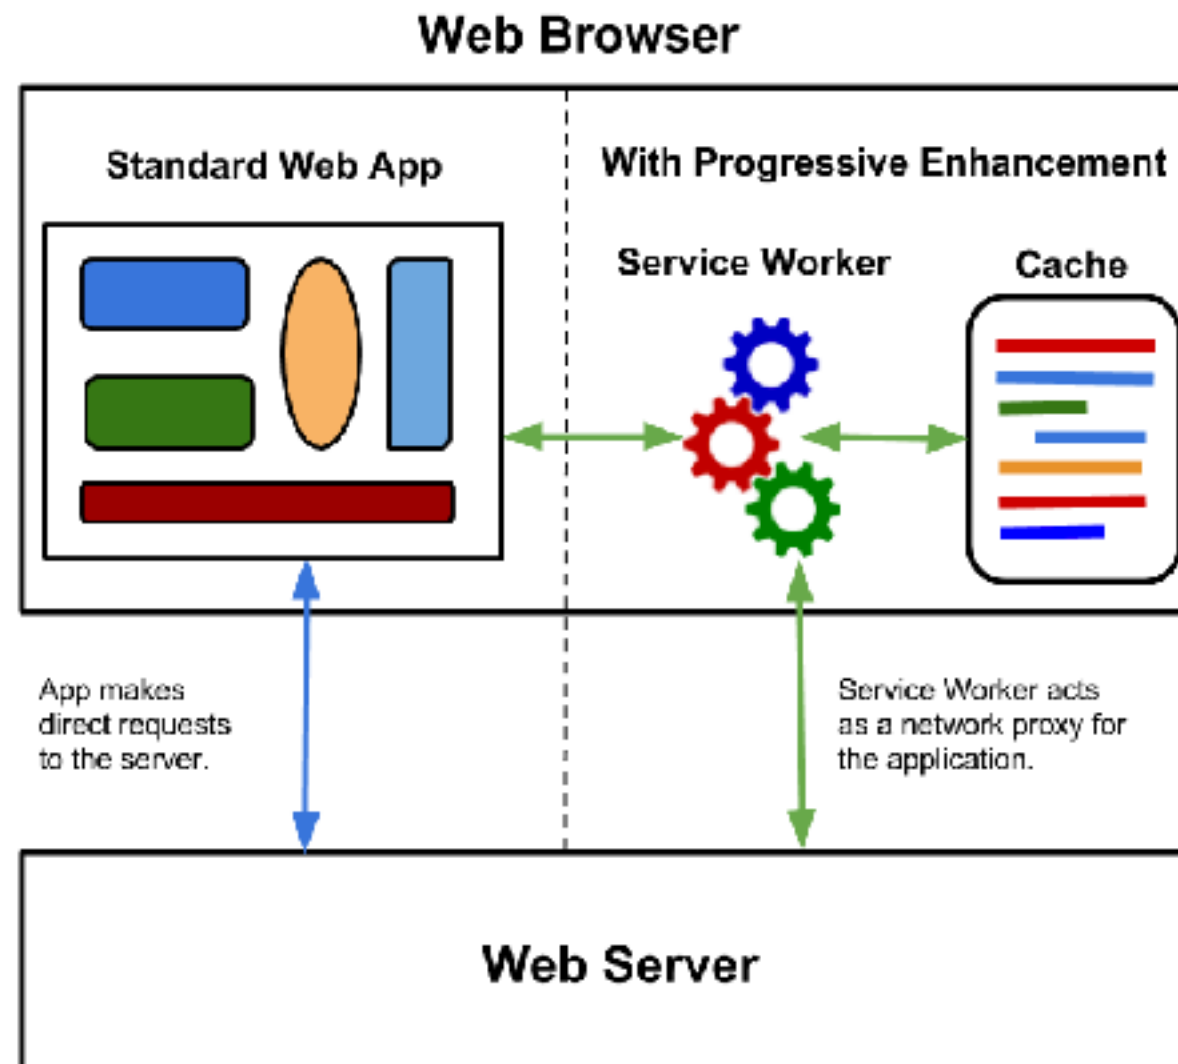 Web Browser
Standard Web App
With Progressive Enhancement
Service Worker
Cache
App makes
direct requests
to the server.
Service Worker acts
as a network proxy for
the application.
Web Server